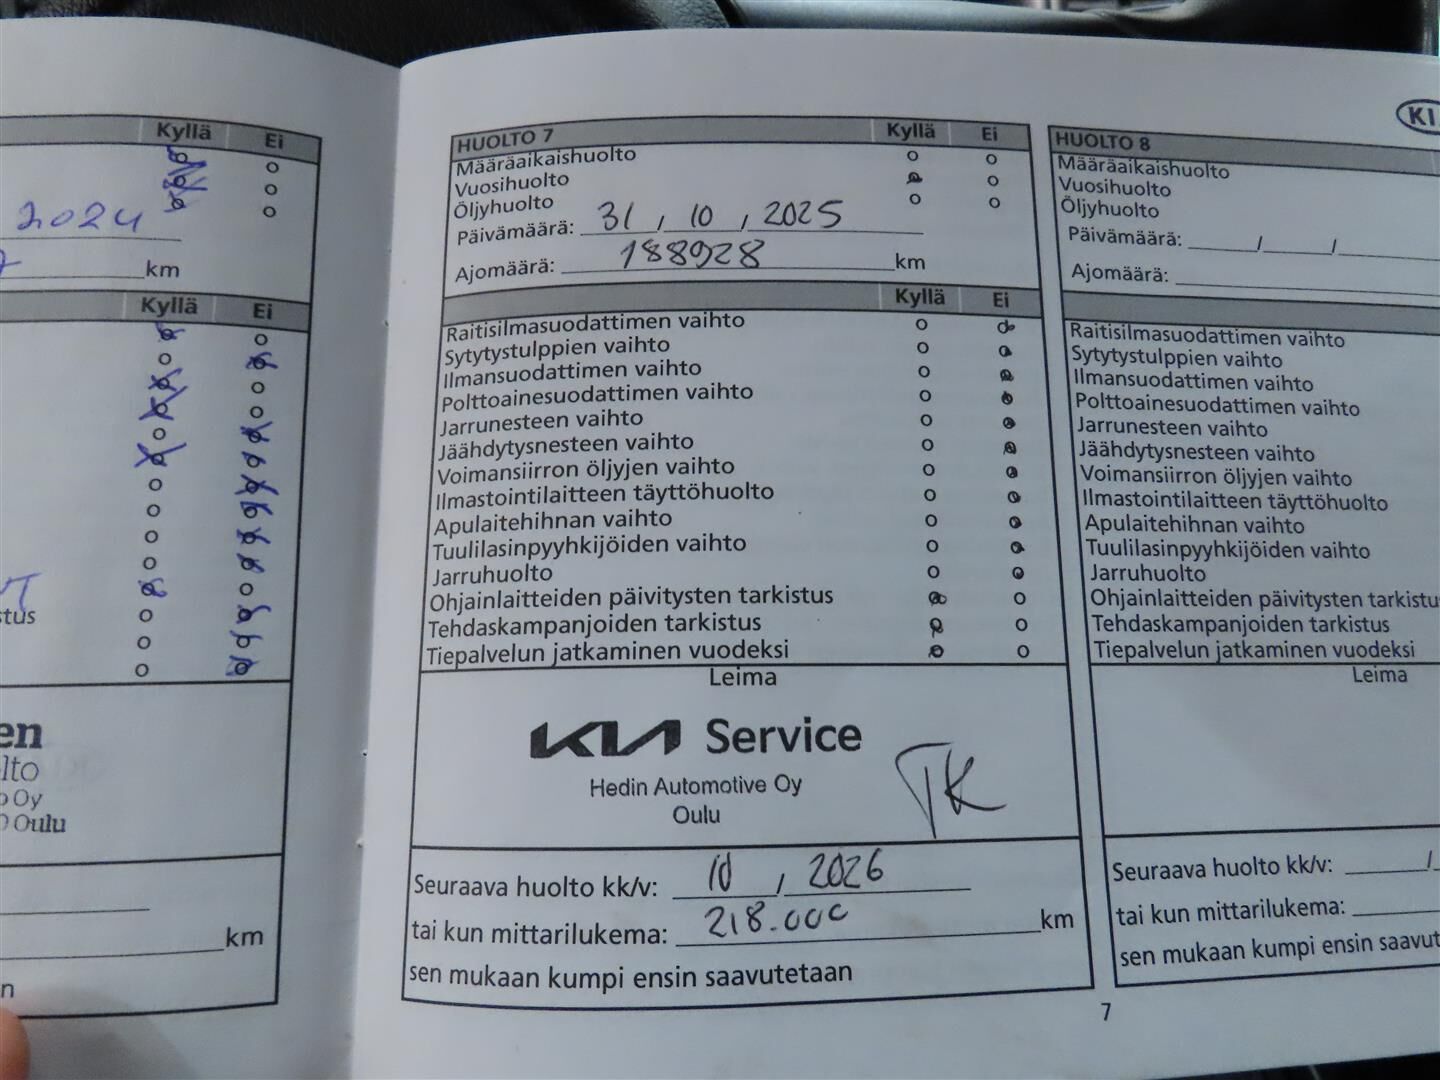 Kyllä Ei
2024
km
Kyllä Ei
stus
en
lto
o Oy
Oulu
km
n
HUOLTO 7 Kyllä Ei
Määräaikaishuolto
Vuosihuolto
Öljyhuolto
Päivämäärä: 31 , 10 , 2025
Ajomäärä: 188928 km
Kyllä Ei
Raitisilmasuodattimen vaihto
Sytytystulppien vaihto
Ilmansuodattimen vaihto
Polttoainesuodattimen vaihto
Jarrunesteen vaihto
Jäähdytysnesteen vaihto
Voimansiirron öljyjen vaihto
Ilmastointilaitteen täyttöhuolto
Apulaitehihnan vaihto
Tuulilasinpyyhkijöiden vaihto
Jarruhuolto
Ohjainlaitteiden päivitysten tarkistus
Tehdaskampanjoiden tarkistus
Tiepalvelun jatkaminen vuodeksi
Leima
KIA Service
Hedin Automotive Oy
Oulu
TK
Seuraava huolto kk/v: 10 , 2026
tai kun mittarilukema: 218.000 km
sen mukaan kumpi ensin saavutetaan
7
KI
HUOLTO 8
Määräaikaishuolto
Vuosihuolto
Öljyhuolto
Päivämäärä: / /
Ajomäärä:
Raitisilmasuodattimen vaihto
Sytytystulppien vaihto
Ilmansuodattimen vaihto
Polttoainesuodattimen vaihto
Jarrunesteen vaihto
Jäähdytysnesteen vaihto
Voimansiirron öljyjen vaihto
Ilmastointilaitteen täyttöhuolto
Apulaitehihnan vaihto
Tuulilasinpyyhkijöiden vaihto
Jarruhuolto
Ohjainlaitteiden päivitysten tarkistu
Tehdaskampanjoiden tarkistus
Tiepalvelun jatkaminen vuodeksi
Leima
Seuraava huolto kk/v: /
tai kun mittarilukema:
sen mukaan kumpi ensin saavut